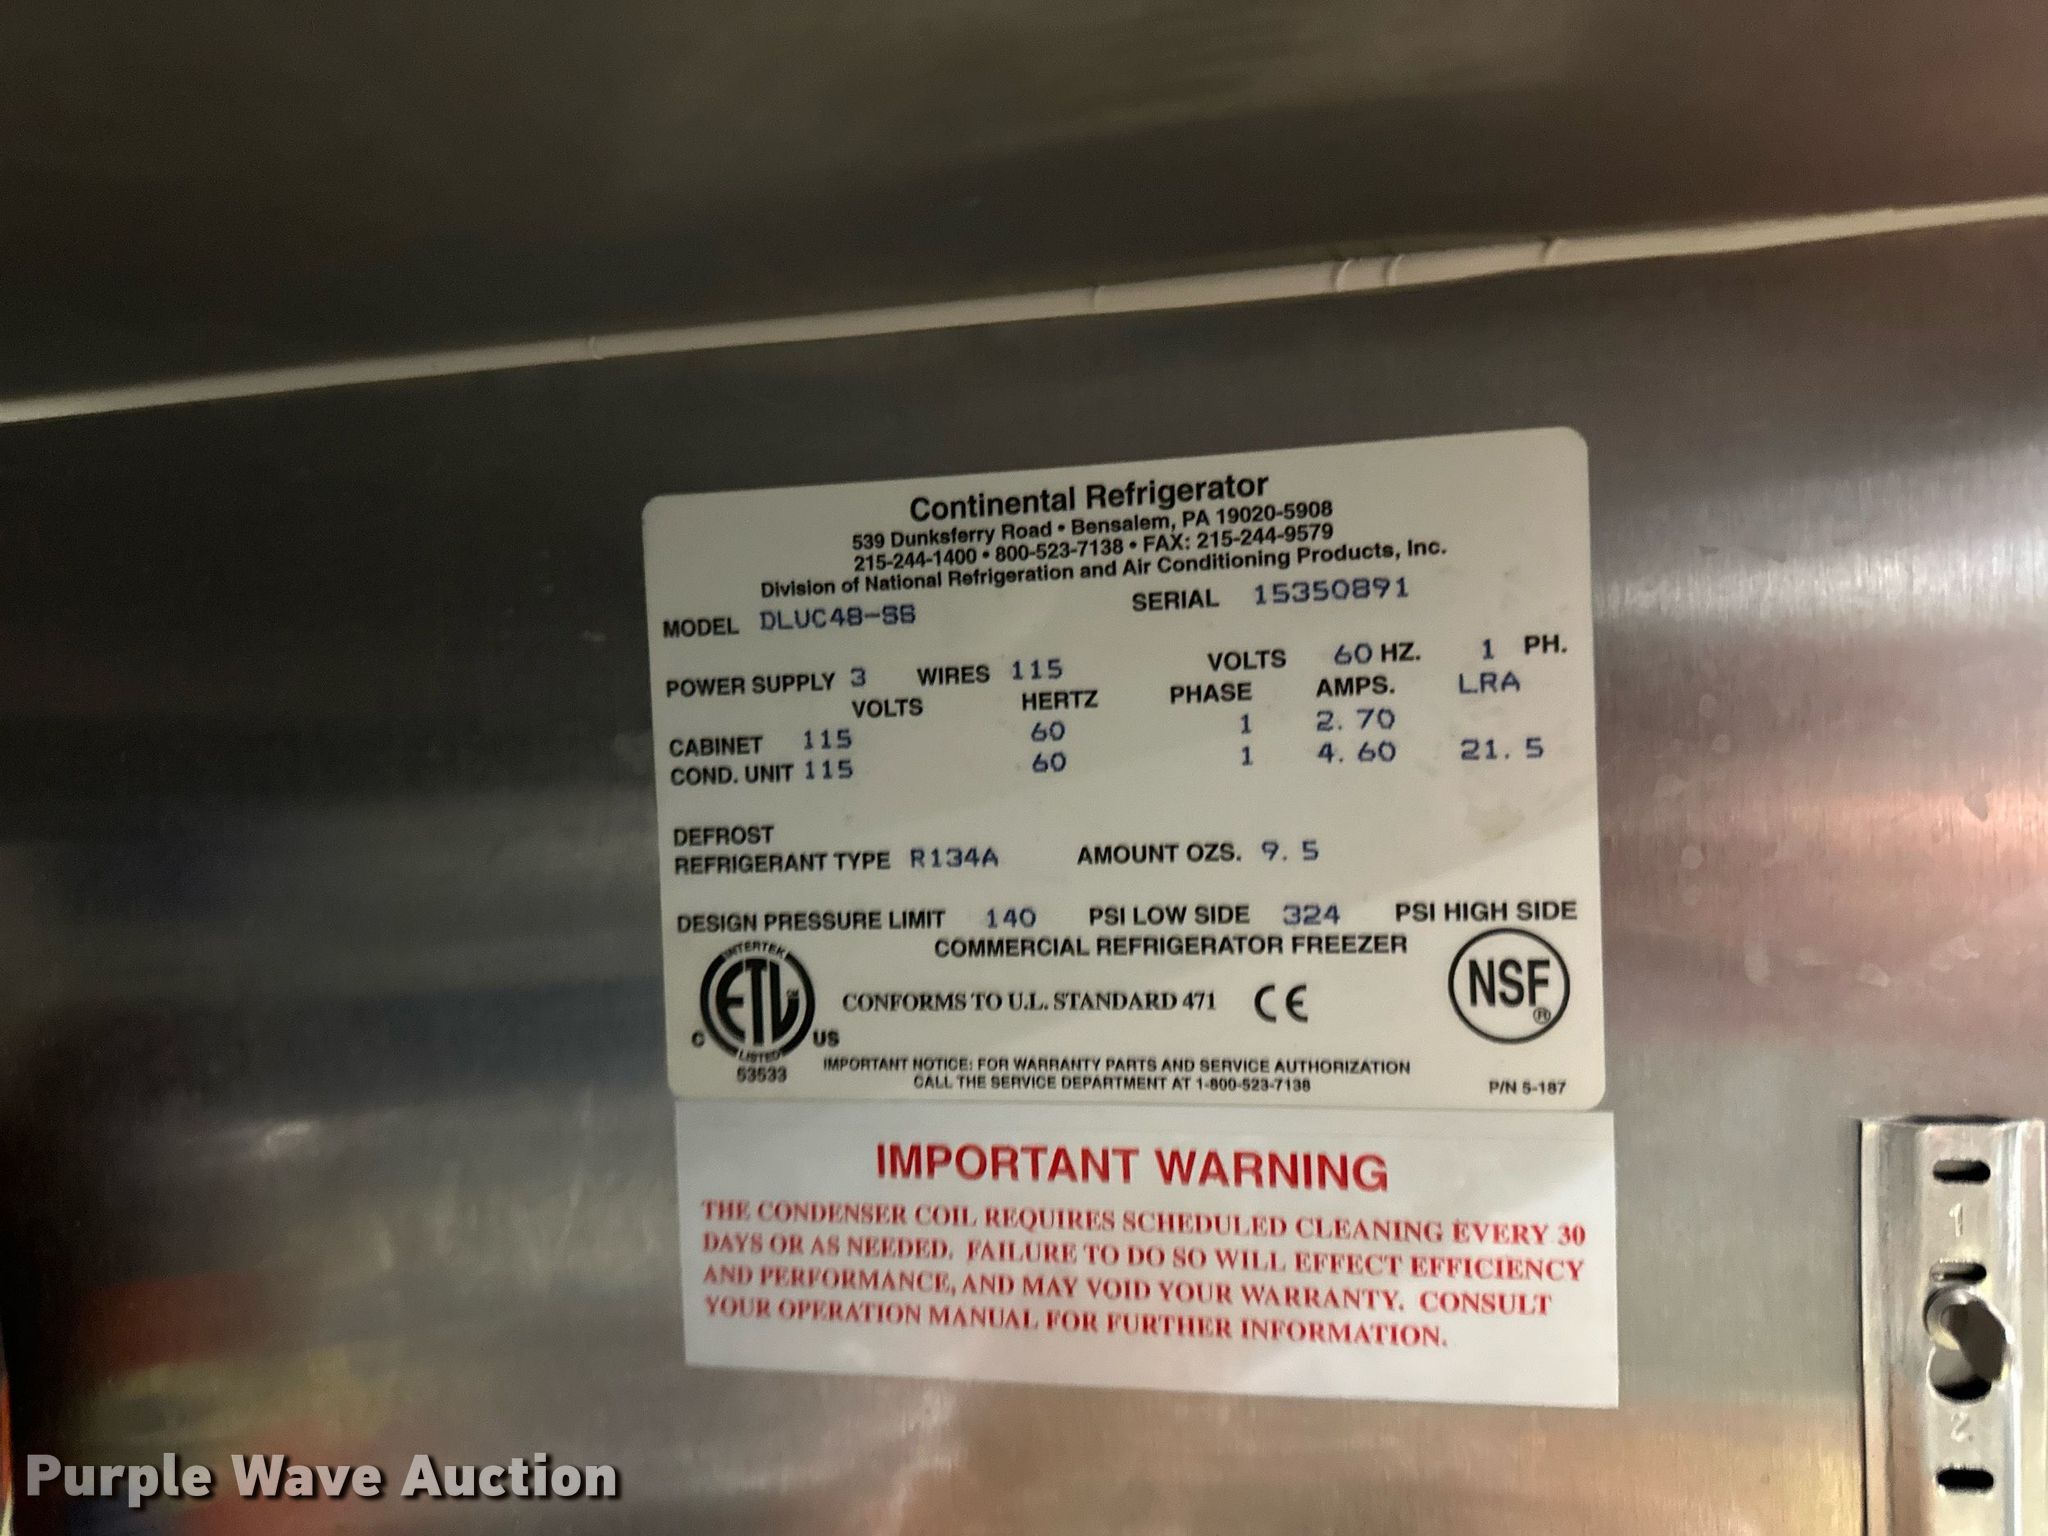 Continental Refrigerator
539 Dunksferry Road • Bensalem, PA 19020-5908
215-244-1400 • 800-523-7138 • FAX: 215-244-9579
Division of National Refrigeration and Air Conditioning Products, Inc.
MODEL DLUC48-SS SERIAL 15350891
POWER SUPPLY 3 WIRES 115 VOLTS 60 HZ. 1 PH.
VOLTS HERTZ PHASE AMPS. LRA
CABINET 115 60 1 2.70
COND. UNIT 115 60 1 4.60 21.5
DEFROST
REFRIGERANT TYPE R134A AMOUNT OZS. 9.5
DESIGN PRESSURE LIMIT 140 PSI LOW SIDE 324 PSI HIGH SIDE
COMMERCIAL REFRIGERATOR FREEZER
INTERTEK
ETL CM
C US
LISTED
53533
CONFORMS TO U.L. STANDARD 471 CE
NSF ®
IMPORTANT NOTICE: FOR WARRANTY PARTS AND SERVICE AUTHORIZATION
CALL THE SERVICE DEPARTMENT AT 1-800-523-7138
P/N 5-187
IMPORTANT WARNING
THE CONDENSER COIL REQUIRES SCHEDULED CLEANING EVERY 30
DAYS OR AS NEEDED. FAILURE TO DO SO WILL EFFECT EFFICIENCY
AND PERFORMANCE, AND MAY VOID YOUR WARRANTY. CONSULT
YOUR OPERATION MANUAL FOR FURTHER INFORMATION.
1
2
Purple Wave Auction